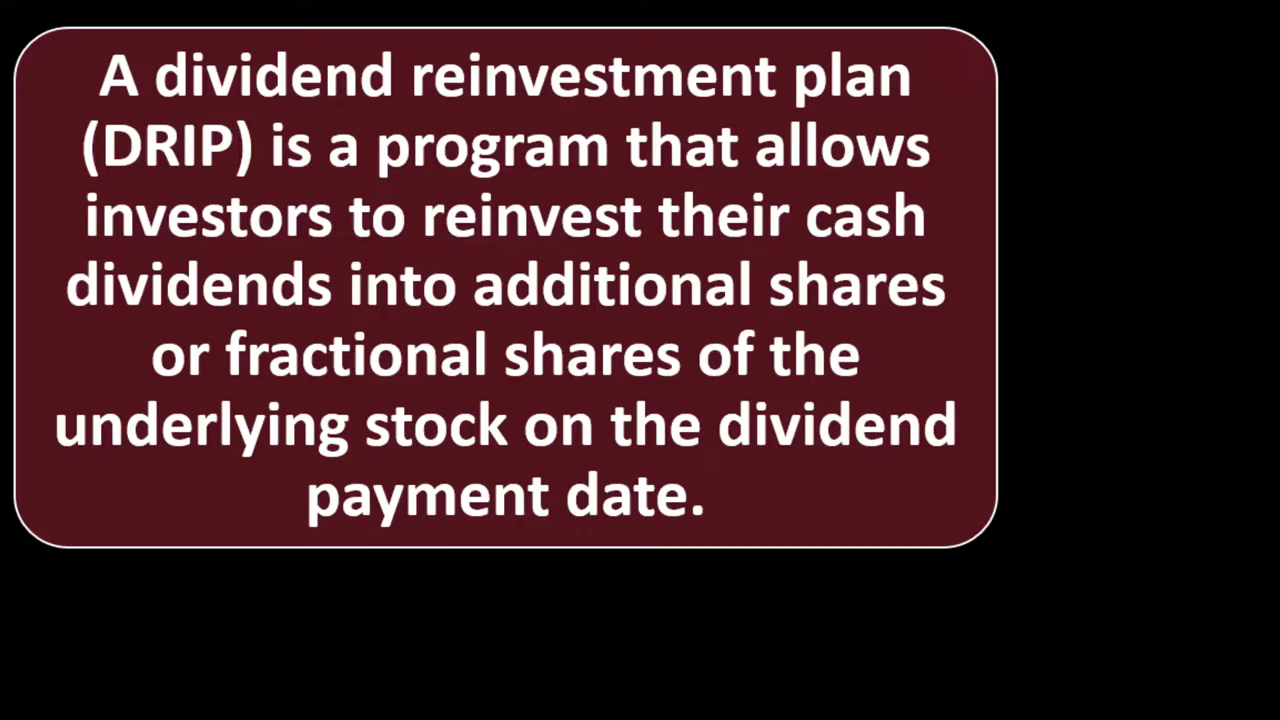 A dividend reinvestment plan
(DRIP) is a program that allows
investors to reinvest their cash
dividends into additional shares
or fractional shares of the
underlying stock on the dividend
payment date.